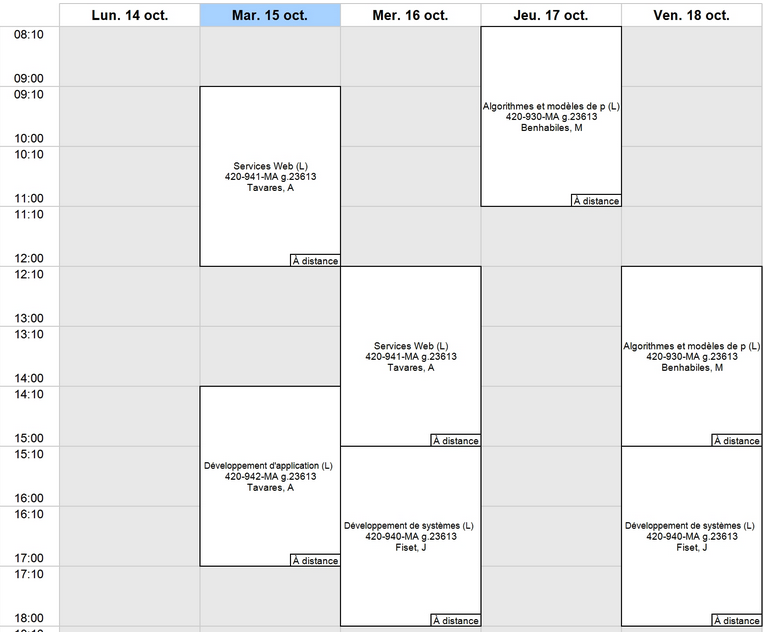 Lun. 14 oct.
Mar. 15 oct.
Mer. 16 oct.
Jeu. 17 oct.
Ven. 18 oct.
08:10
09:00
09:10
10:00
10:10
11:00
11:10
12:00
12:10
13:00
13:10
14:00
14:10
15:00
15:10
16:00
16:10
17:00
17:10
18:00
Services Web (L)
420-941-MA g.23613
Tavares, A
À distance
Développement d'application (L)
420-942-MA g.23613
Tavares, A
À distance
Services Web (L)
420-941-MA g.23613
Tavares, A
À distance
Développement de systèmes (L)
420-940-MA g.23613
Fiset, J
À distance
Algorithmes et modèles de p (L)
420-930-MA g.23613
Benhabiles, M
À distance
Algorithmes et modèles de p (L)
420-930-MA g.23613
Benhabiles, M
À distance
Développement de systèmes (L)
420-940-MA g.23613
Fiset, J
À distance